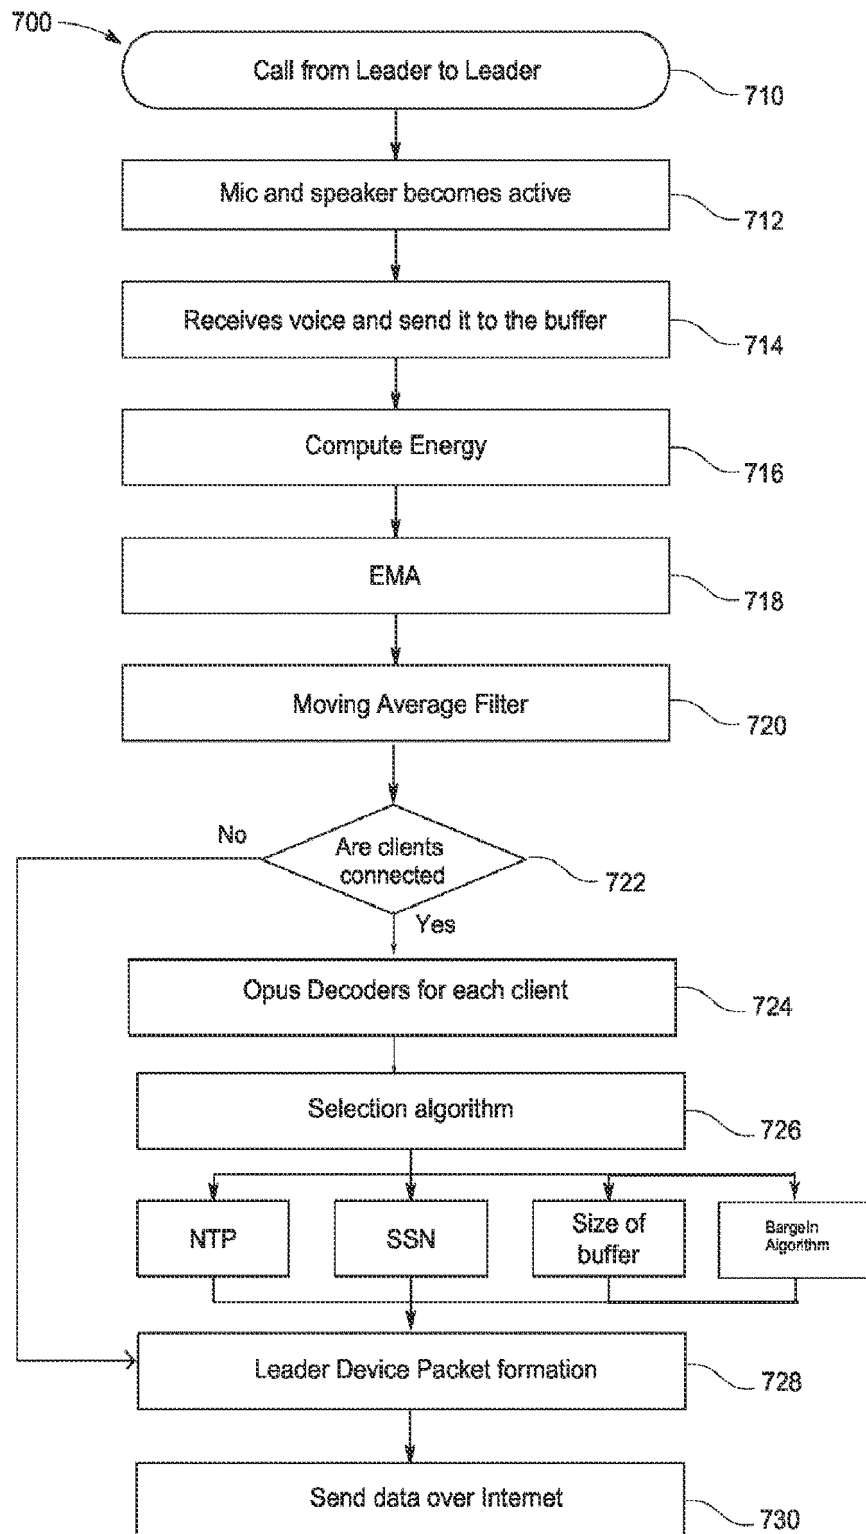 700
Call from Leader to Leader
710
Mic and speaker becomes active
712
Receives voice and send it to the buffer
714
Compute Energy
716
EMA
718
Moving Average Filter
720
No
Are clients
connected
722
Yes
Opus Decoders for each client
724
Selection algorithm
726
NTP
SSN
Size of
buffer
BargeIn
Algorithm
Leader Device Packet formation
728
Send data over Internet
730